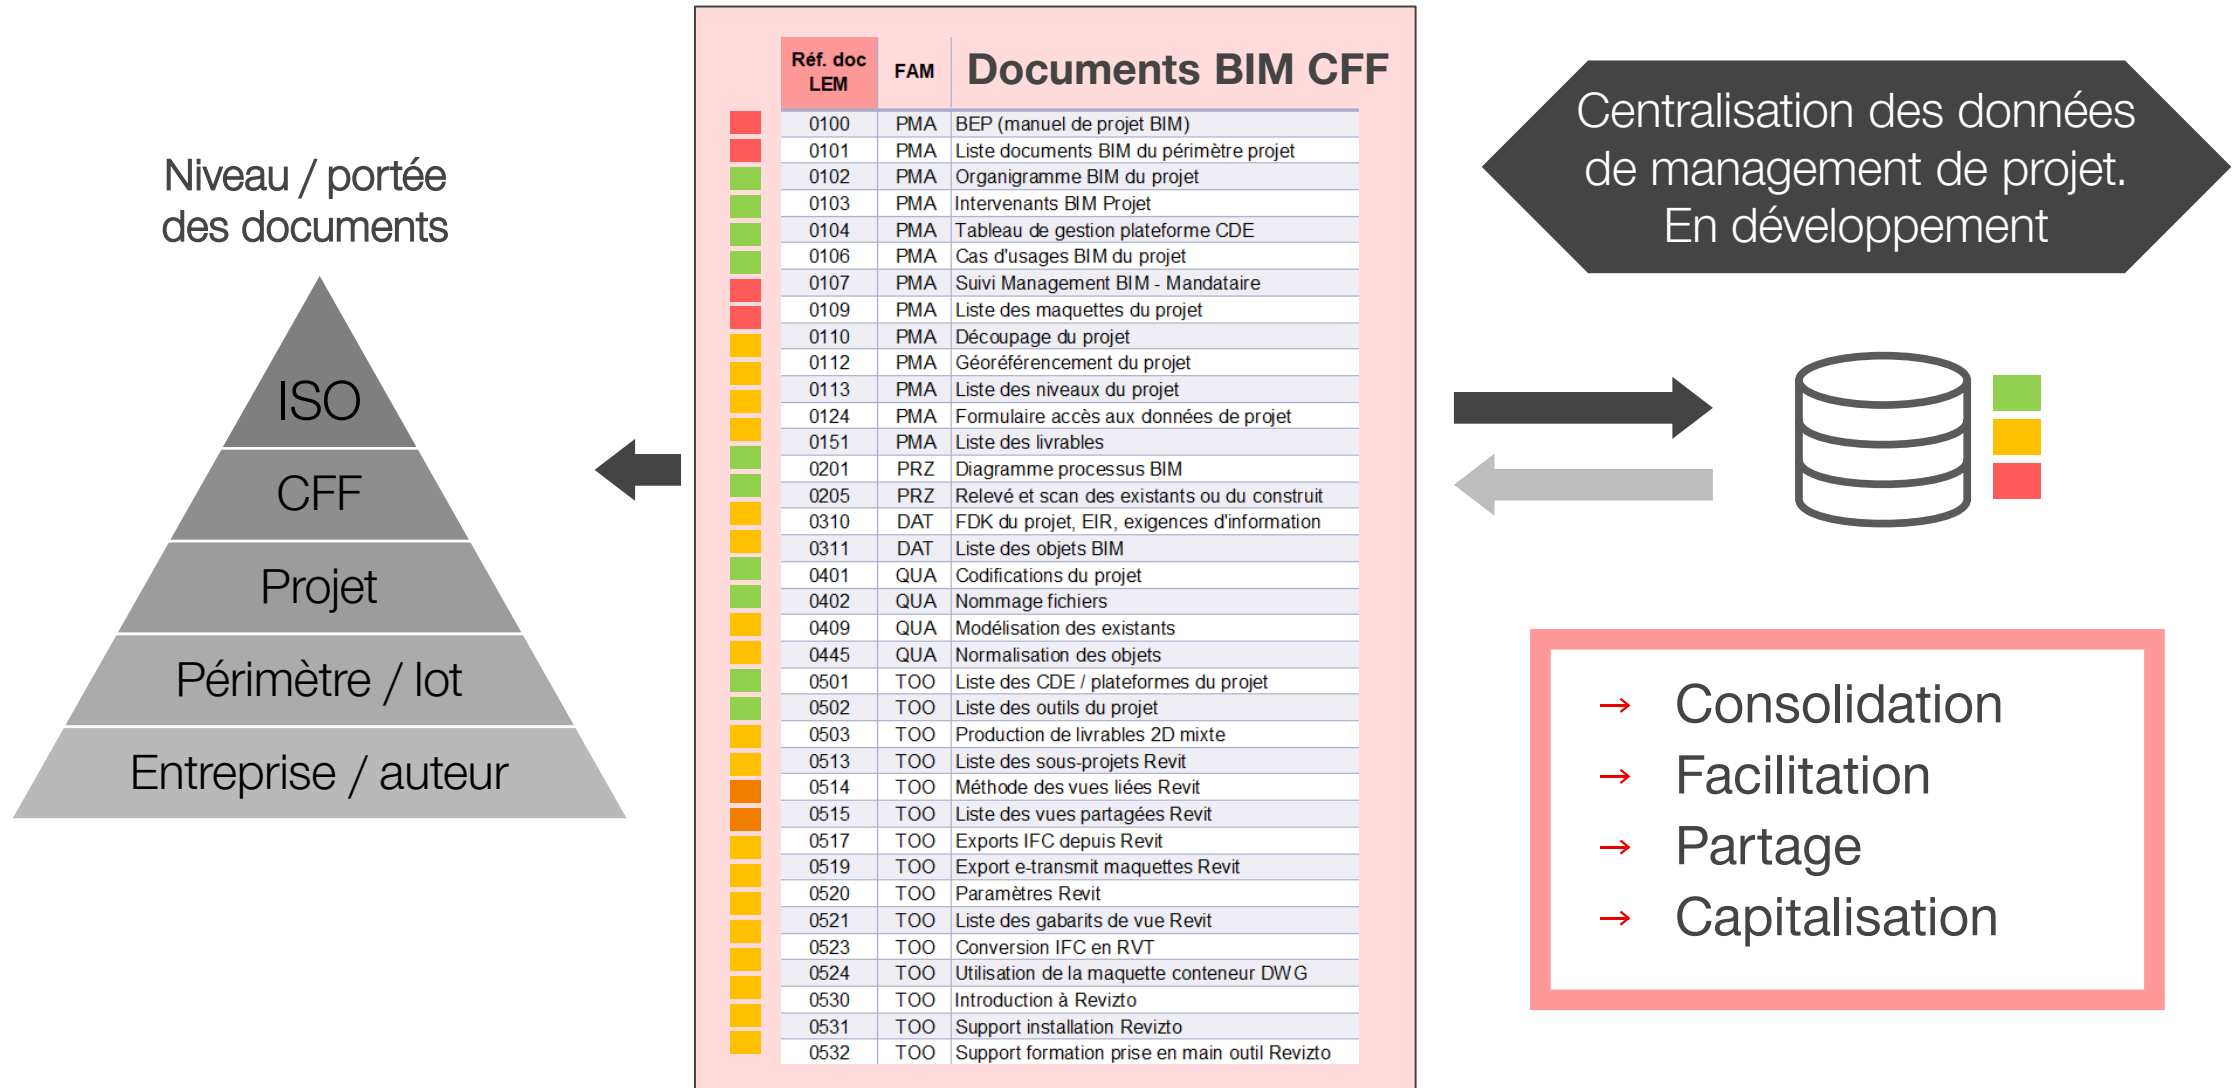 Niveau / portée
des documents
ISO
CFF
Projet
Périmètre / lot
Entreprise / auteur
Réf. doc LEM FAM Documents BIM CFF
0100 PMA BEP (manuel de projet BIM)
0101 PMA Liste documents BIM du périmètre projet
0102 PMA Organigramme BIM du projet
0103 PMA Intervenants BIM Projet
0104 PMA Tableau de gestion plateforme CDE
0106 PMA Cas d'usages BIM du projet
0107 PMA Suivi Management BIM - Mandataire
0109 PMA Liste des maquettes du projet
0110 PMA Découpage du projet
0112 PMA Géoréférencement du projet
0113 PMA Liste des niveaux du projet
0124 PMA Formulaire accès aux données de projet
0151 PMA Liste des livrables
0201 PRZ Diagramme processus BIM
0205 PRZ Relevé et scan des existants ou du construit
0310 DAT FDK du projet, EIR, exigences d'information
0311 DAT Liste des objets BIM
0401 QUA Codifications du projet
0402 QUA Nommage fichiers
0409 QUA Modélisation des existants
0445 QUA Normalisation des objets
0501 TOO Liste des CDE / plateformes du projet
0502 TOO Liste des outils du projet
0503 TOO Production de livrables 2D mixte
0513 TOO Liste des sous-projets Revit
0514 TOO Méthode des vues liées Revit
0515 TOO Liste des vues partagées Revit
0517 TOO Exports IFC depuis Revit
0519 TOO Export e-transmit maquettes Revit
0520 TOO Paramètres Revit
0521 TOO Liste des gabarits de vue Revit
0523 TOO Conversion IFC en RVT
0524 TOO Utilisation de la maquette conteneur DWG
0530 TOO Introduction à Revizto
0531 TOO Support installation Revizto
0532 TOO Support formation prise en main outil Revizto
Centralisation des données
de management de projet.
En développement
→ Consolidation
→ Facilitation
→ Partage
→ Capitalisation